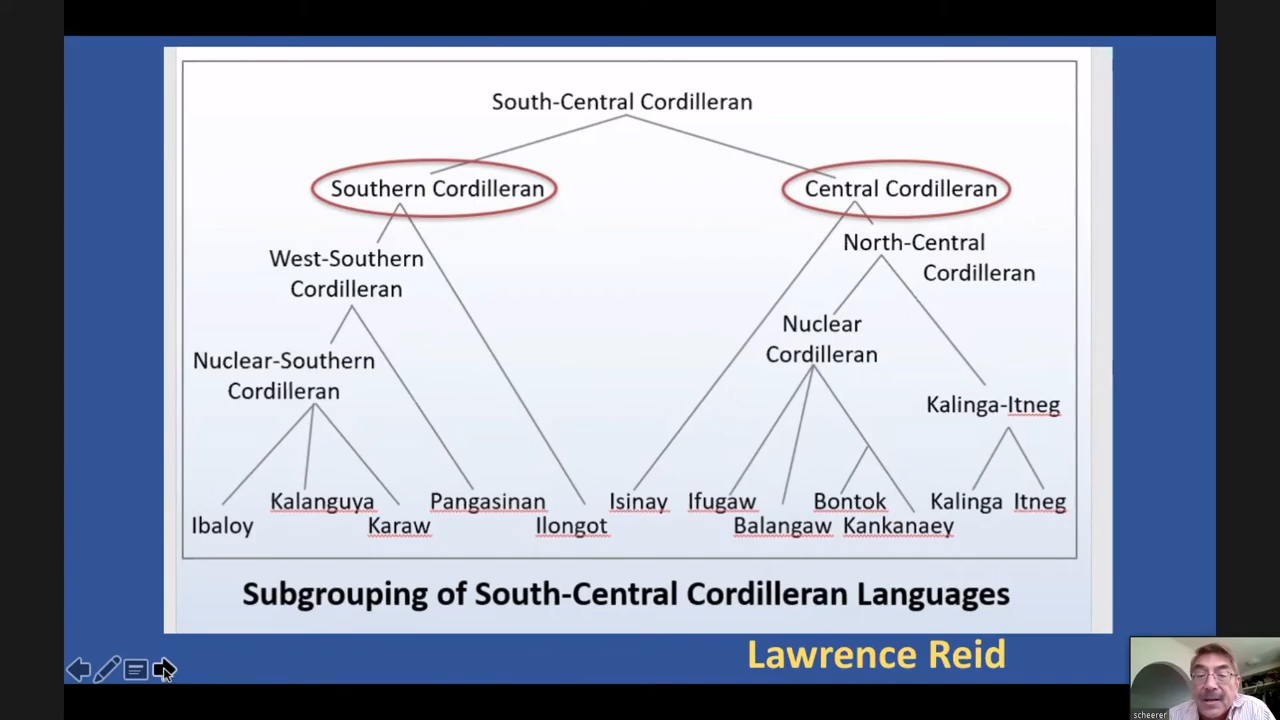 South-Central Cordilleran
Southern Cordilleran
Central Cordilleran
West-Southern
Cordilleran
North-Central
Cordilleran
Nuclear-Southern
Cordilleran
Nuclear
Cordilleran
Kalinga-Itneg
Ibaloy
Kalanguya
Karaw
Pangasinan
Ilongot
Isinay
Ifugaw
Balangaw
Bontok
Kankanaey
Kalinga
Itneg
Subgrouping of South-Central Cordilleran Languages
Lawrence Reid
scheerer